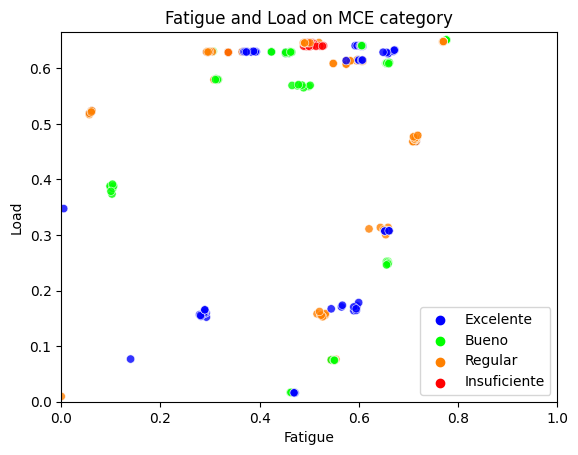 Fatigue and Load on MCE category
Load
0.6
0.5
0.4
0.3
0.2
0.1
0.0
Excelente
Bueno
Regular
Insuficiente
0.0 0.2 0.4 0.6 0.8 1.0
Fatigue